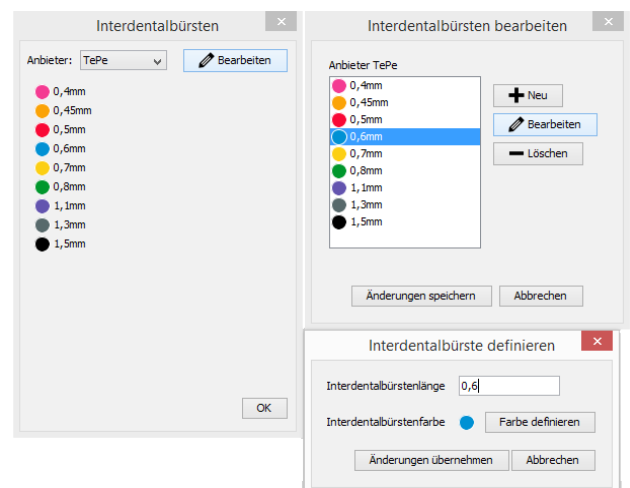 Interdentalbürsten
Anbieter: TePe
Bearbeiten
0,4mm
0,45mm
0,5mm
0,6mm
0,7mm
0,8mm
1,1mm
1,3mm
1,5mm
OK
Interdentalbürsten bearbeiten
Anbieter TePe
0,4mm
0,45mm
0,5mm
0,6mm
0,7mm
0,8mm
1,1mm
1,3mm
1,5mm
Neu
Bearbeiten
Löschen
Änderungen speichern Abbrechen
Interdentalbürste definieren
Interdentalbürstenlänge 0,6
Interdentalbürstenfarbe Farbe definieren
Änderungen übernehmen Abbrechen